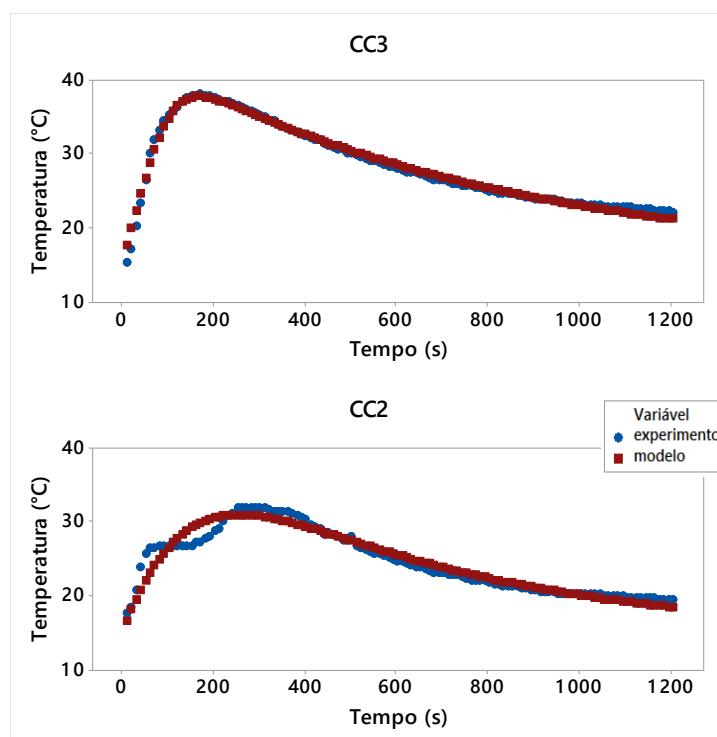 CC3
Temperatura (°C)
40
30
20
10
0 200 400 600 800 1000 1200
Tempo (s)
CC2
Variável
experimento
modelo
Temperatura (°C)
40
30
20
10
0 200 400 600 800 1000 1200
Tempo (s)